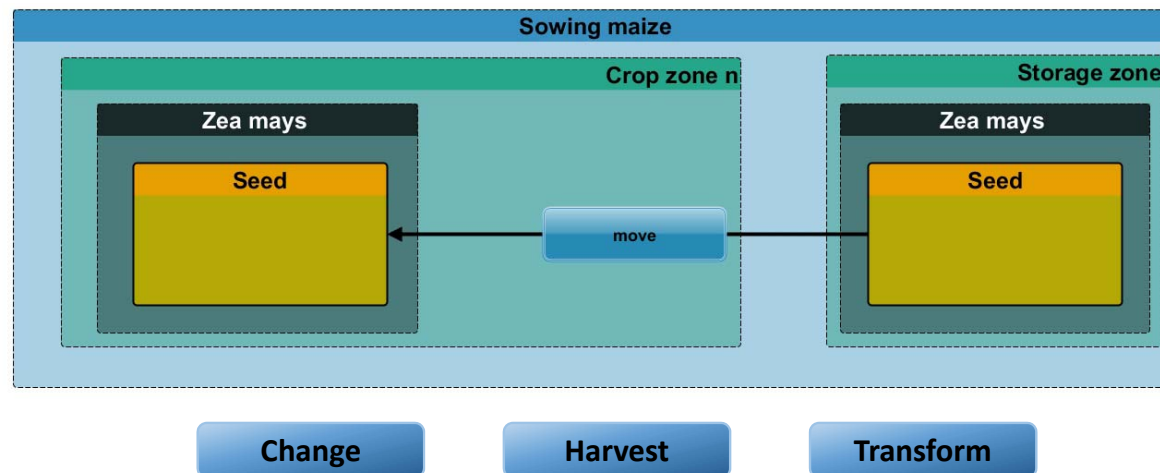 Sowing maize
Crop zone n
Storage zone
Zea mays
Zea mays
Seed
Seed
move
Change
Harvest
Transform